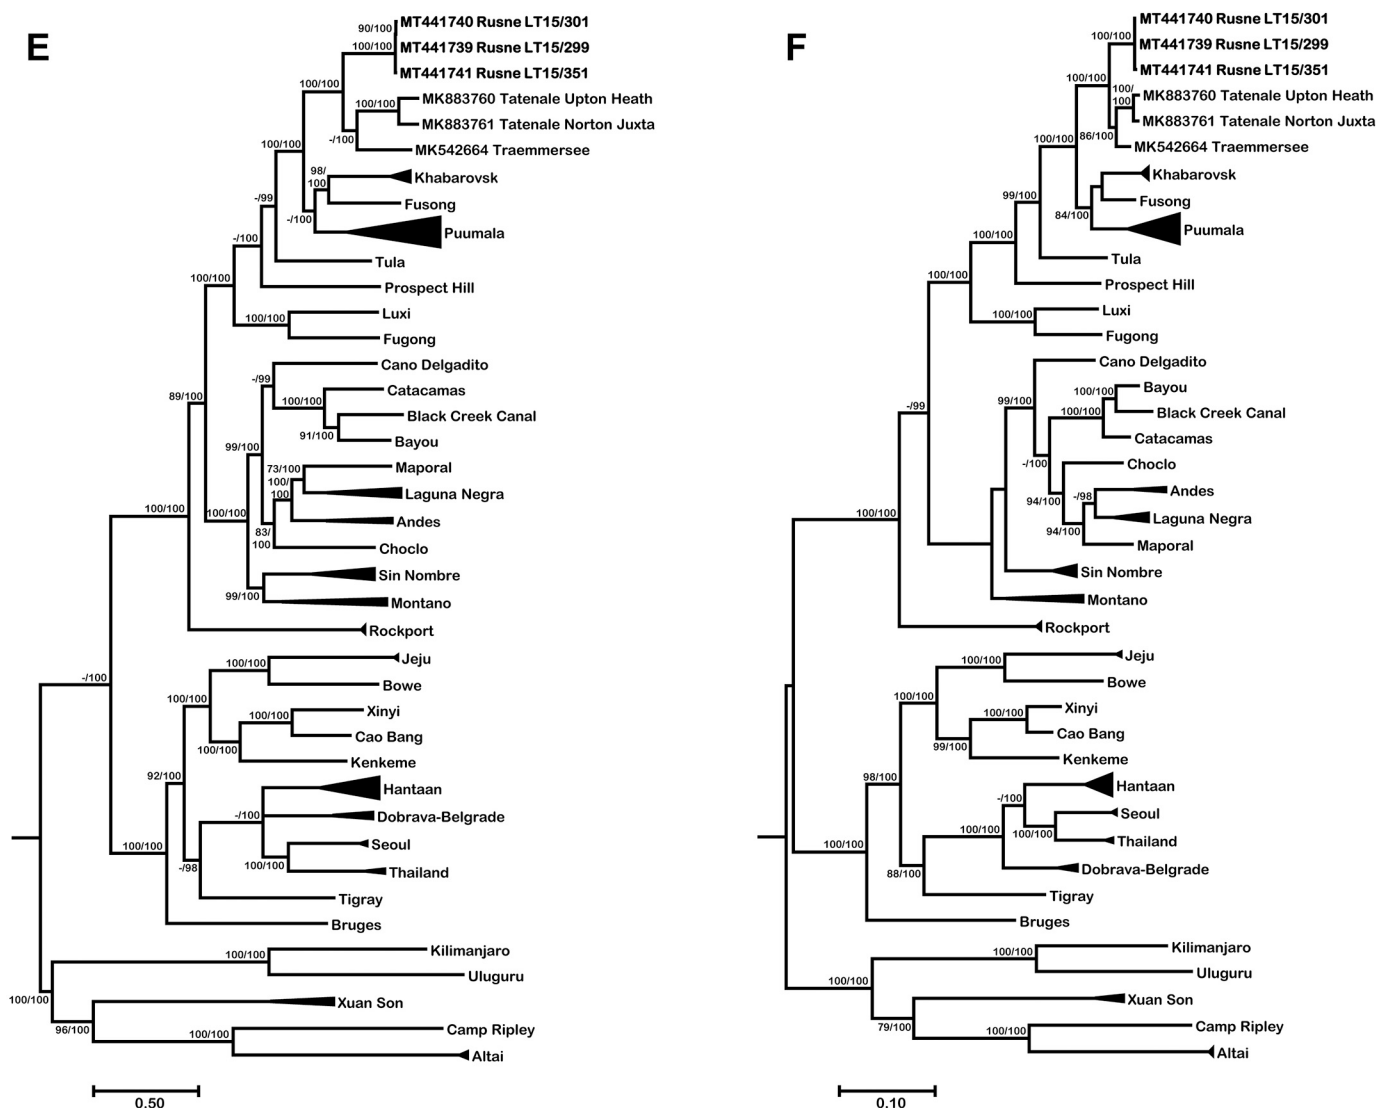 E
90/100
MT441740 Rusne LT15/301
100/100
MT441739 Rusne LT15/299
MT441741 Rusne LT15/351
100/100
100/100
MK883760 Tatenale Upton Heath
MK883761 Tatenale Norton Juxta
-/100
MK542664 Traemmersee
100/100
98/
100
Khabarovsk
-/99
Fusong
-/100
Puumala
-/100
Tula
100/100
Prospect Hill
Luxi
100/100
Fugong
Cano Delgadito
-/99
Catacamas
89/100
100/100
Black Creek Canal
91/100
Bayou
99/100
73/100
Maporal
100/
100
Laguna Negra
100/100
100/100
Andes
83/
100
Choclo
Sin Nombre
99/100
Montano
Rockport
Jeju
100/100
-/100
Bowe
100/100
Xinyi
100/100
Cao Bang
100/100
Kenkeme
92/100
Hantaan
-/100
Dobrava-Belgrade
Seoul
100/100
100/100
-/98
Thailand
Tigray
Bruges
Kilimanjaro
100/100
Uluguru
100/100
Xuan Son
96/100
100/100
Camp Ripley
Altai
0.50
F
MT441740 Rusne LT15/301
100/100
MT441739 Rusne LT15/299
MT441741 Rusne LT15/351
100/100
100/
100
MK883760 Tatenale Upton Heath
MK883761 Tatenale Norton Juxta
86/100
100/100
MK542664 Traemmersee
Khabarovsk
99/100
Fusong
84/100
Puumala
100/100
Tula
100/100
Prospect Hill
Luxi
100/100
Fugong
Cano Delgadito
Bayou
100/100
-/99
99/100
100/100
Black Creek Canal
Catacamas
-/100
Choclo
94/100
-/98
Andes
Laguna Negra
94/100
100/100
Maporal
Sin Nombre
Montano
Rockport
Jeju
100/100
Bowe
100/100
Xinyi
100/100
Cao Bang
99/100
Kenkeme
98/100
Hantaan
-/100
Seoul
100/100
100/100
Thailand
100/100
88/100
Dobrava-Belgrade
Tigray
Bruges
Kilimanjaro
100/100
Uluguru
100/100
Xuan Son
79/100
100/100
Camp Ripley
Altai
0.10